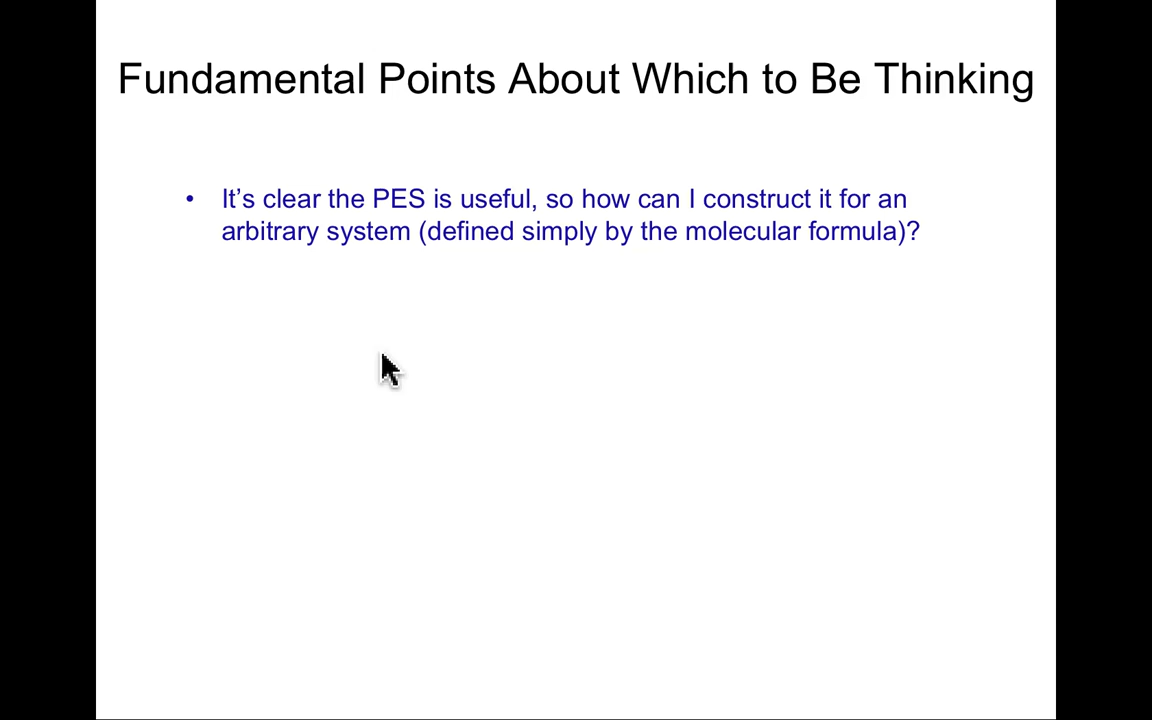 Fundamental Points About Which to Be Thinking
• It’s clear the PES is useful, so how can I construct it for an
arbitrary system (defined simply by the molecular formula)?